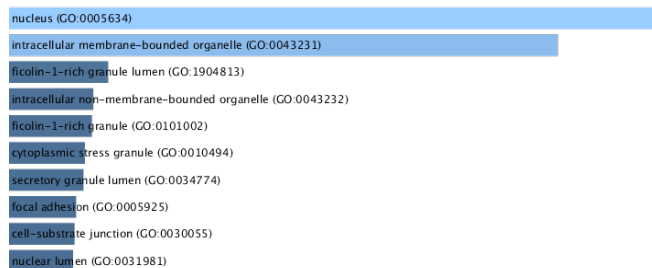 nucleus (GO:0005634)
intracellular membrane-bounded organelle (GO:0043231)
ficolin-1-rich granule lumen (GO:1904813)
intracellular non-membrane-bounded organelle (GO:0043232)
ficolin-1-rich granule (GO:0101002)
cytoplasmic stress granule (GO:0010494)
secretory granule lumen (GO:0034774)
focal adhesion (GO:0005925)
cell-substrate junction (GO:0030055)
nuclear lumen (GO:0031981)